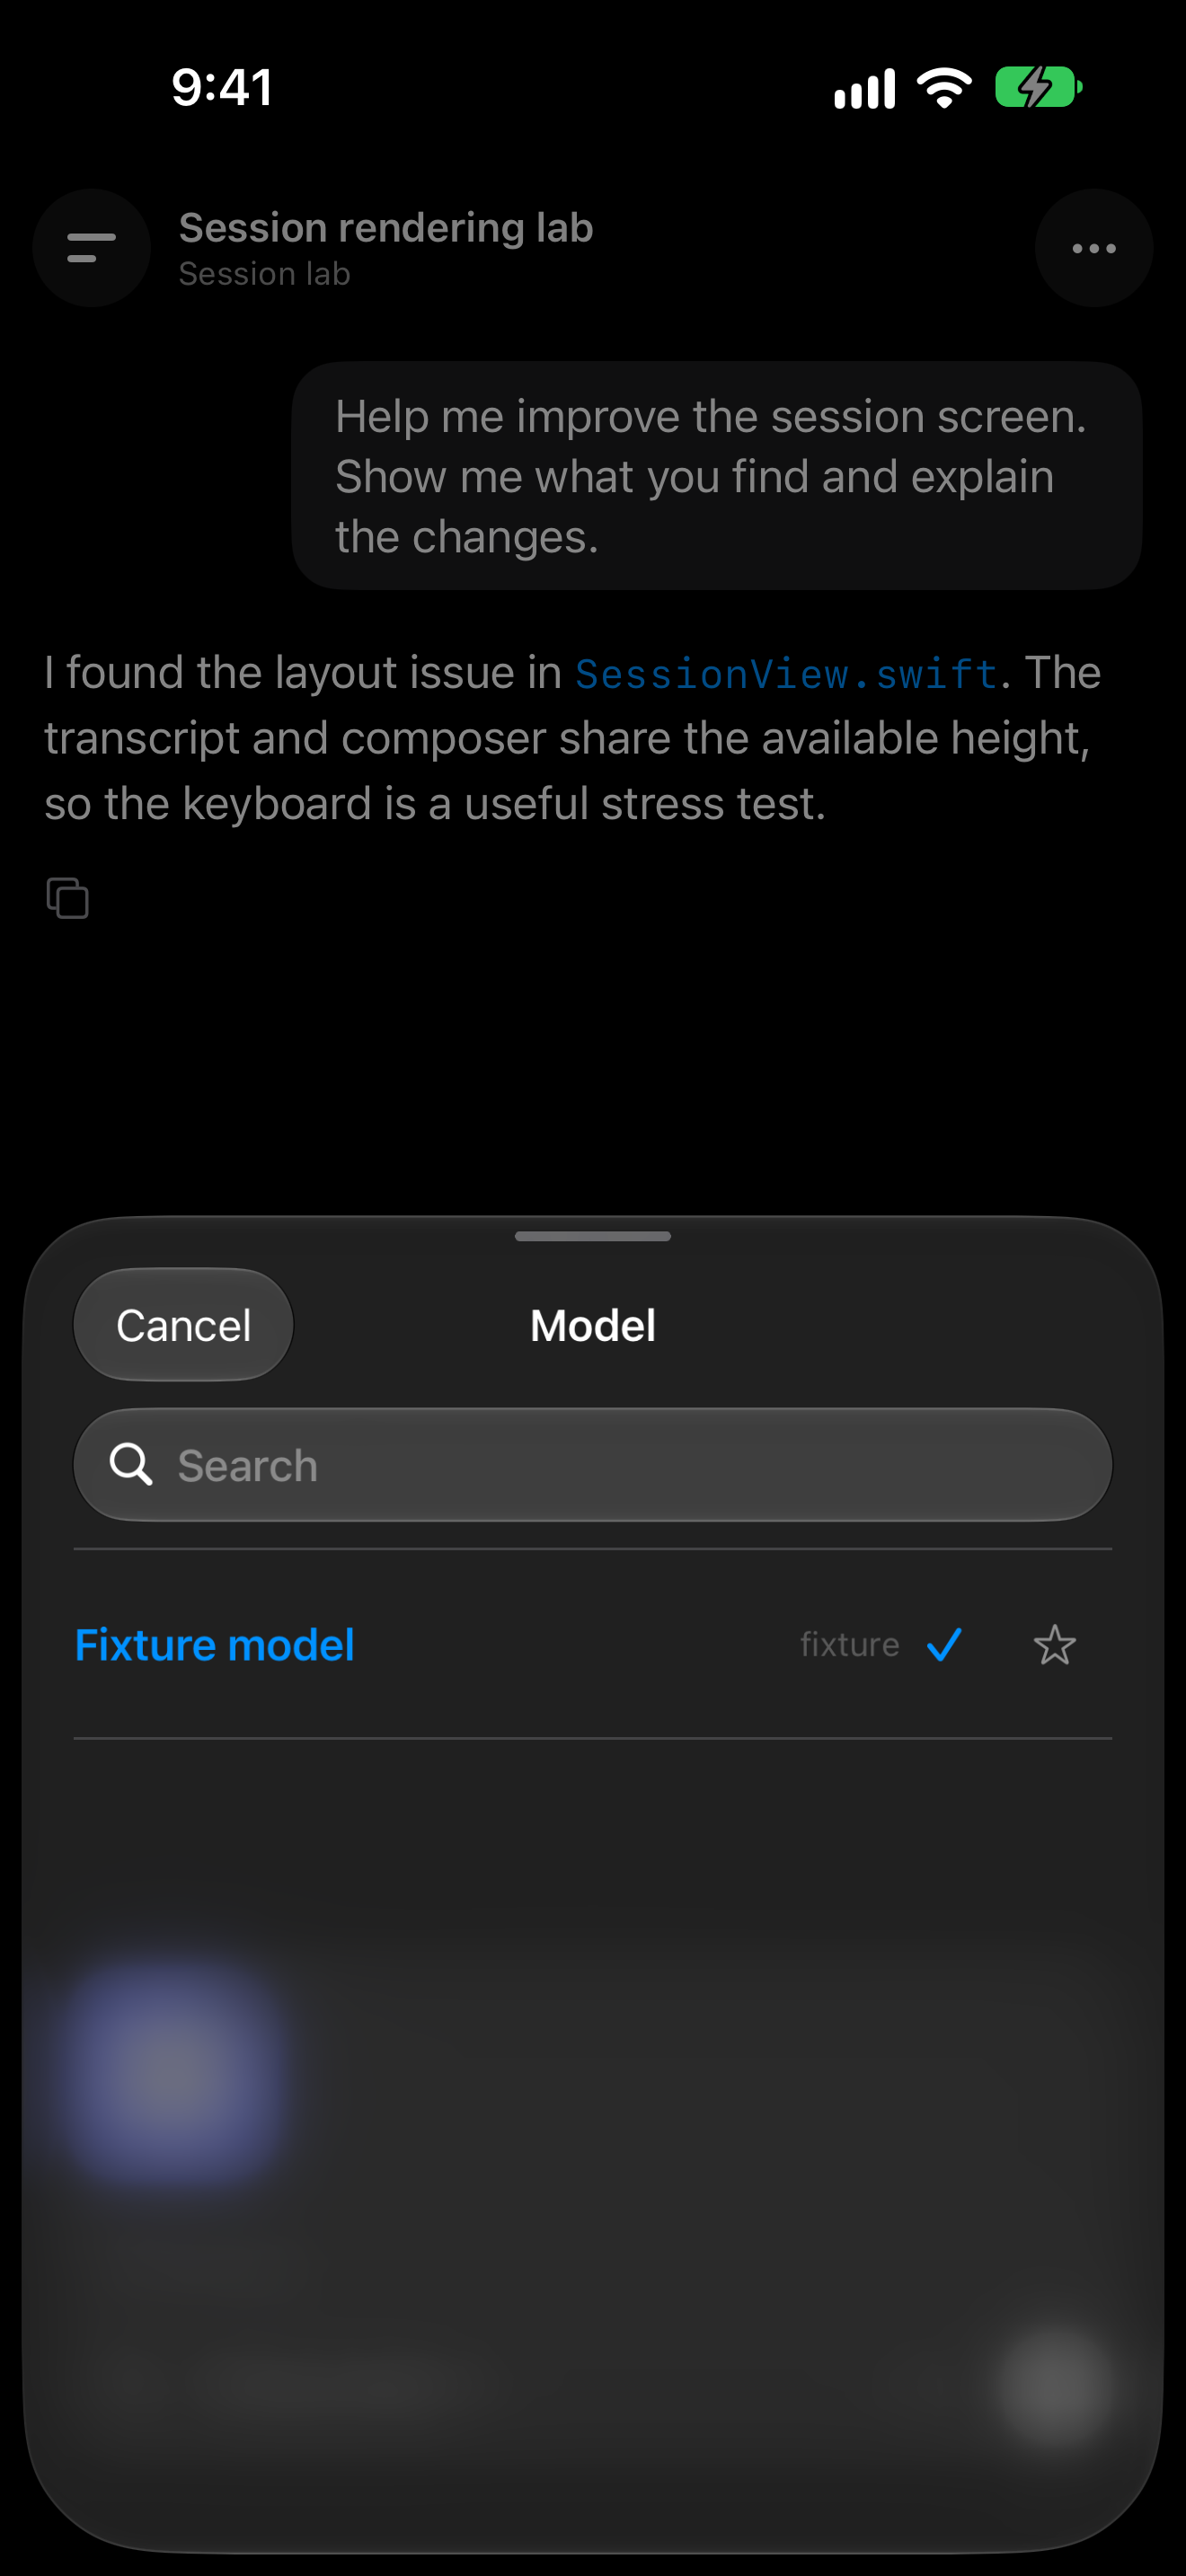 9:41
Session rendering lab
Session lab
Help me improve the session screen.
Show me what you find and explain
the changes.
I found the layout issue in SessionView.swift. The
transcript and composer share the available height,
so the keyboard is a useful stress test.
Cancel
Model
Search
Fixture model
fixture